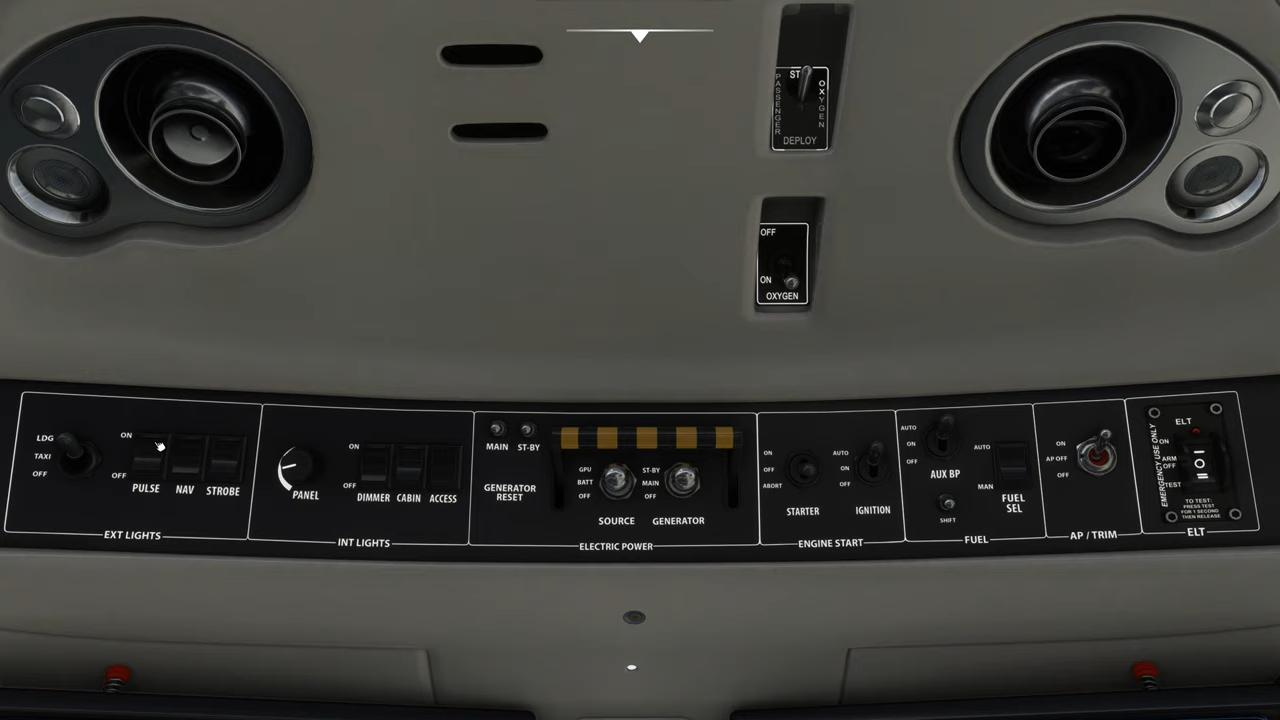 ST
PASSENGER
OXYGEN
DEPLOY
OFF
ON
OXYGEN
LDG
TAXI
OFF
ON
OFF
PULSE
NAV
STROBE
EXT LIGHTS
PANEL
ON
OFF
DIMMER
CABIN
ACCESS
INT LIGHTS
MAIN
ST-BY
GENERATOR
RESET
GPU
BATT
OFF
SOURCE
ST-BY
MAIN
OFF
GENERATOR
ELECTRIC POWER
ON
OFF
ABORT
STARTER
AUTO
ON
OFF
IGNITION
ENGINE START
AUTO
ON
OFF
AUX BP
SHIFT
AUTO
MAN
FUEL
SEL
FUEL
ON
AP OFF
OFF
AP / TRIM
EMERGENCY USE ONLY
ELT
ON
ARM
OFF
TEST
TO TEST:
PRESS TEST
FOR 1 SECOND
THEN RELEASE
ELT